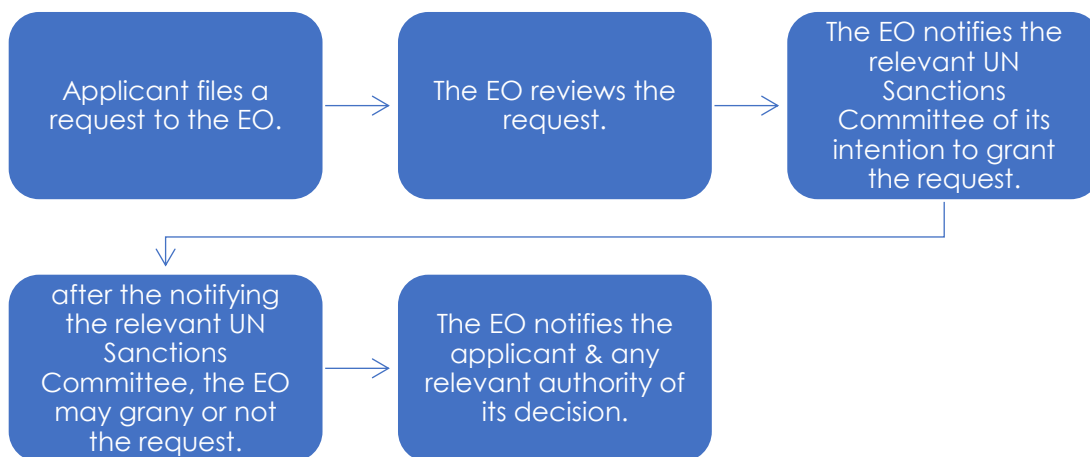 Applicant files a
request to the EO.
The EO reviews the
request.
The EO notifies the
relevant UN
Sanctions
Committee of its
intention to grant
the request.
after the notifying
the relevant UN
Sanctions
Committee, the EO
may grany or not
the request.
The EO notifies the
applicant & any
relevant authority of
its decision.